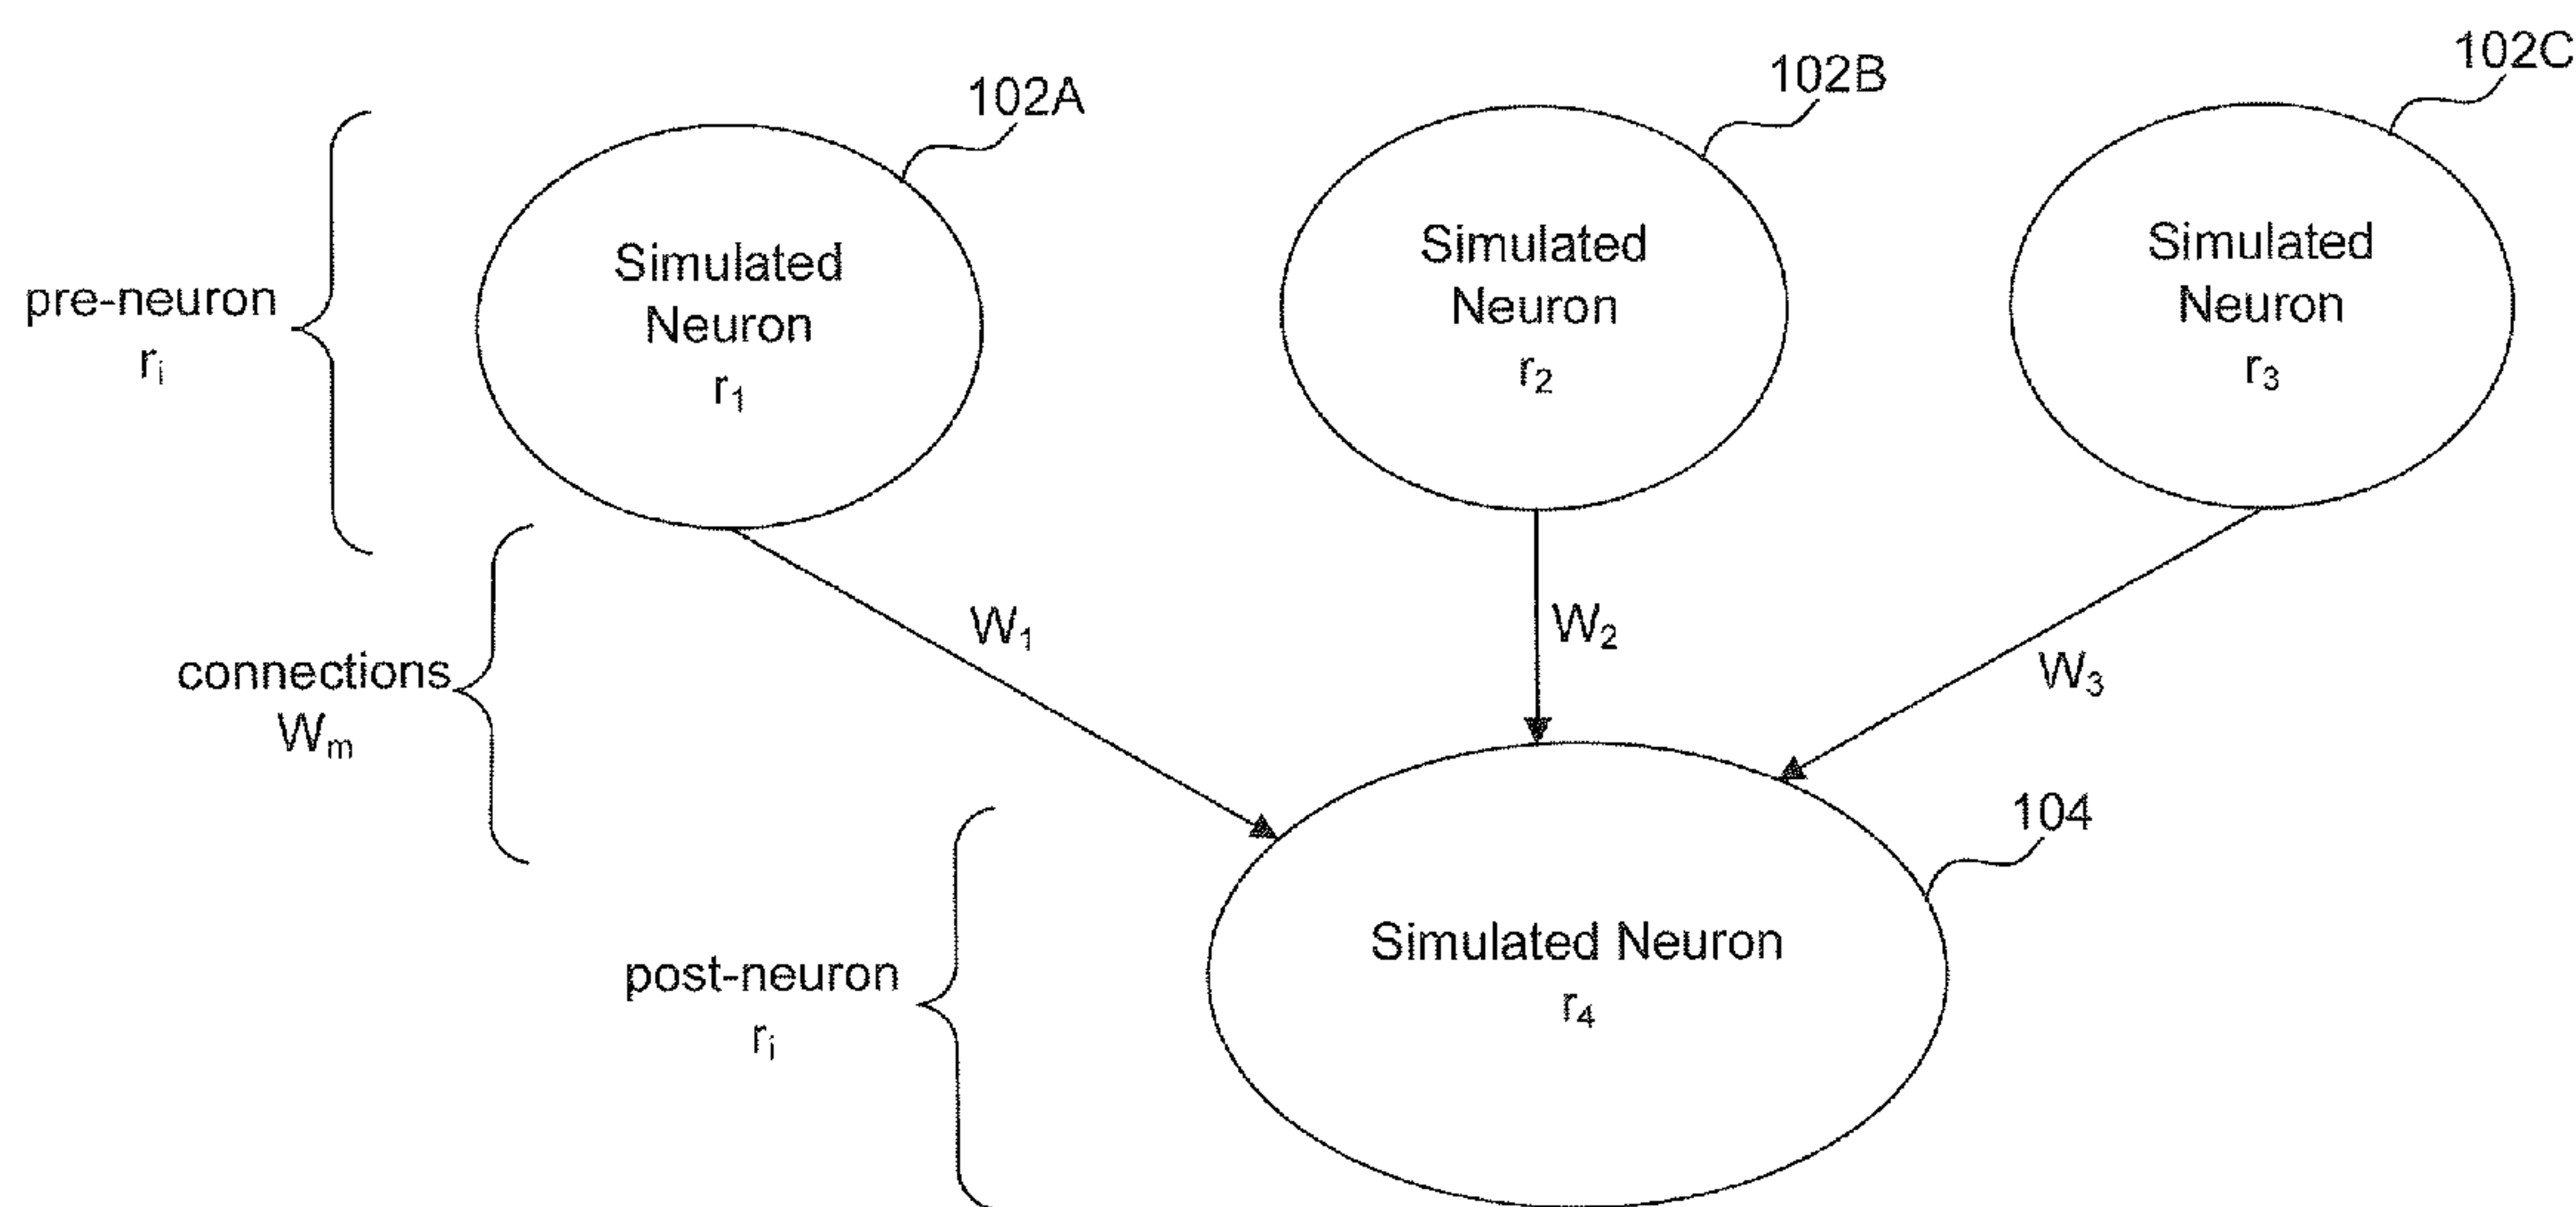 102A
102B
102C
pre-neuron
rᵢ
Simulated
Neuron
r₁
Simulated
Neuron
r₂
Simulated
Neuron
r₃
connections
Wₘ
W₁
W₂
W₃
104
post-neuron
rᵢ
Simulated Neuron
r₄